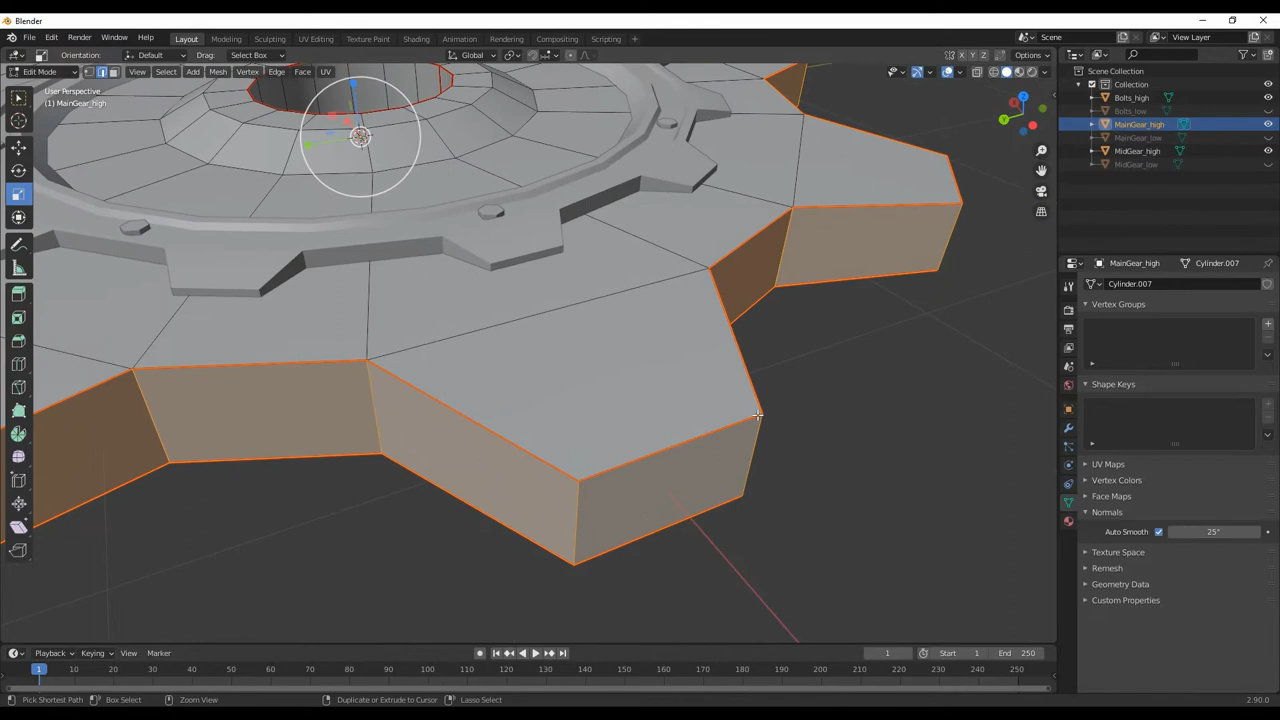 Blender
File Edit Render Window Help Layout Modeling Sculpting UV Editing Texture Paint Shading Animation Rendering Compositing Scripting + Scene View Layer
Orientation: Default Drag: Select Box Global X Y Z Options
Edit Mode View Select Add Mesh Vertex Edge Face UV
User Perspective
(1) MainGear_high
Z
Y
Scene Collection
Collection
Bolts_high
Bolts_low
MainGear_high
MainGear_low
MidGear_high
MidGear_low
MainGear_high Cylinder.007
Cylinder.007
Vertex Groups
Shape Keys
UV Maps
Vertex Colors
Face Maps
Normals
Auto Smooth 25°
Texture Space
Remesh
Geometry Data
Custom Properties
Playback Keying View Marker 1 Start 1 End 250
1 10 20 30 40 50 60 70 80 90 100 110 120 130 140 150 160 170 180 190 200 210 220 230 240 250
Pick Shortest Path Box Select Zoom View Duplicate or Extrude to Cursor Lasso Select 2.90.0